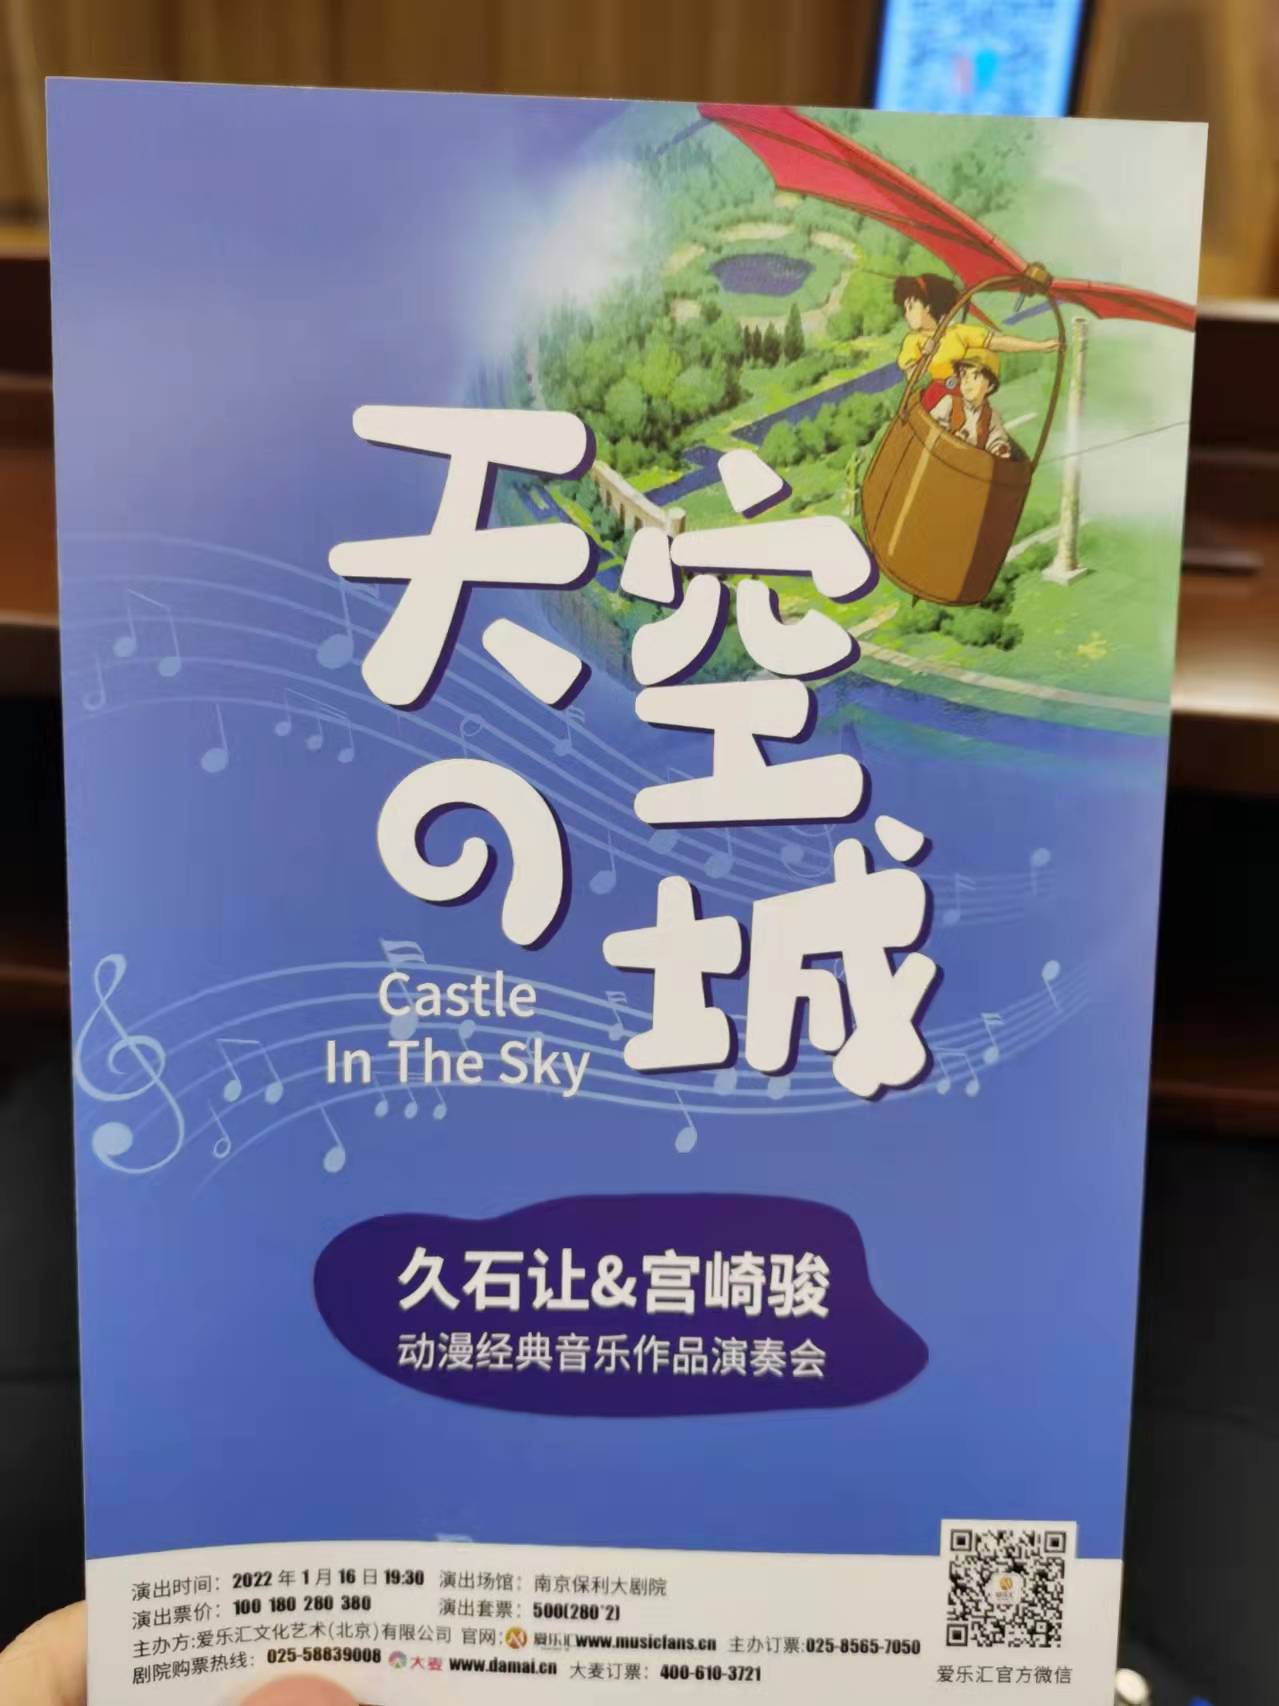 天空
の城
Castle
In The Sky
久石让&宫崎骏
动漫经典音乐作品演奏会
演出时间：2022年1月16日19:30 演出场馆：南京保利大剧院
演出票价：100 180 280 380 演出套票：500(280*2)
主办方:爱乐汇文化艺术(北京)有限公司 官网: 爱乐汇www.musicfans.cn 主办订票:025-8565-7050
剧院购票热线：025-58839008 大麦 www.damai.cn 大麦订票：400-610-3721
爱乐汇官方微信